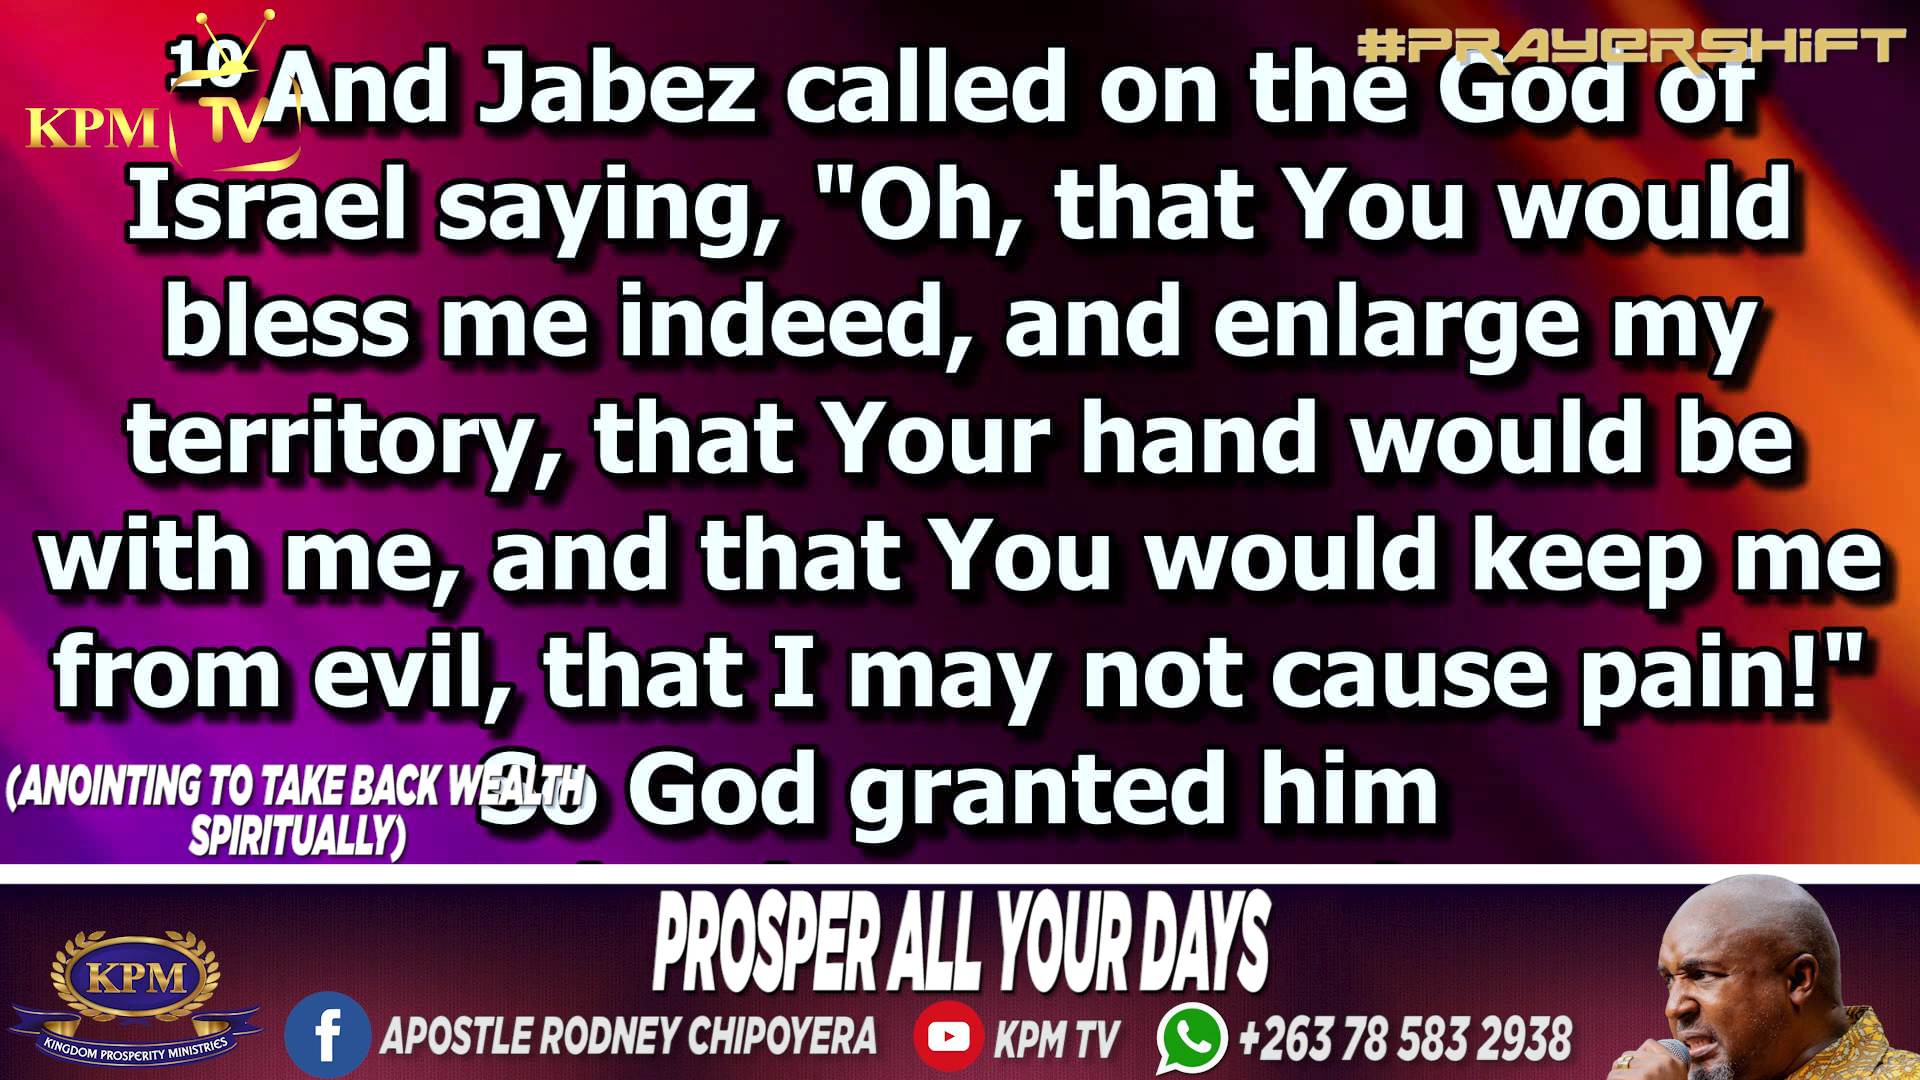 #PRAYERSHIFT
KPM TV
10 And Jabez called on the God of
Israel saying, "Oh, that You would
bless me indeed, and enlarge my
territory, that Your hand would be
with me, and that You would keep me
from evil, that I may not cause pain!"
So God granted him
(ANOINTING TO TAKE BACK WEALTH
SPIRITUALLY)
PROSPER ALL YOUR DAYS
KPM
KINGDOM PROSPERITY MINISTRIES
APOSTLE RODNEY CHIPOYERA
KPM TV
+263 78 583 2938